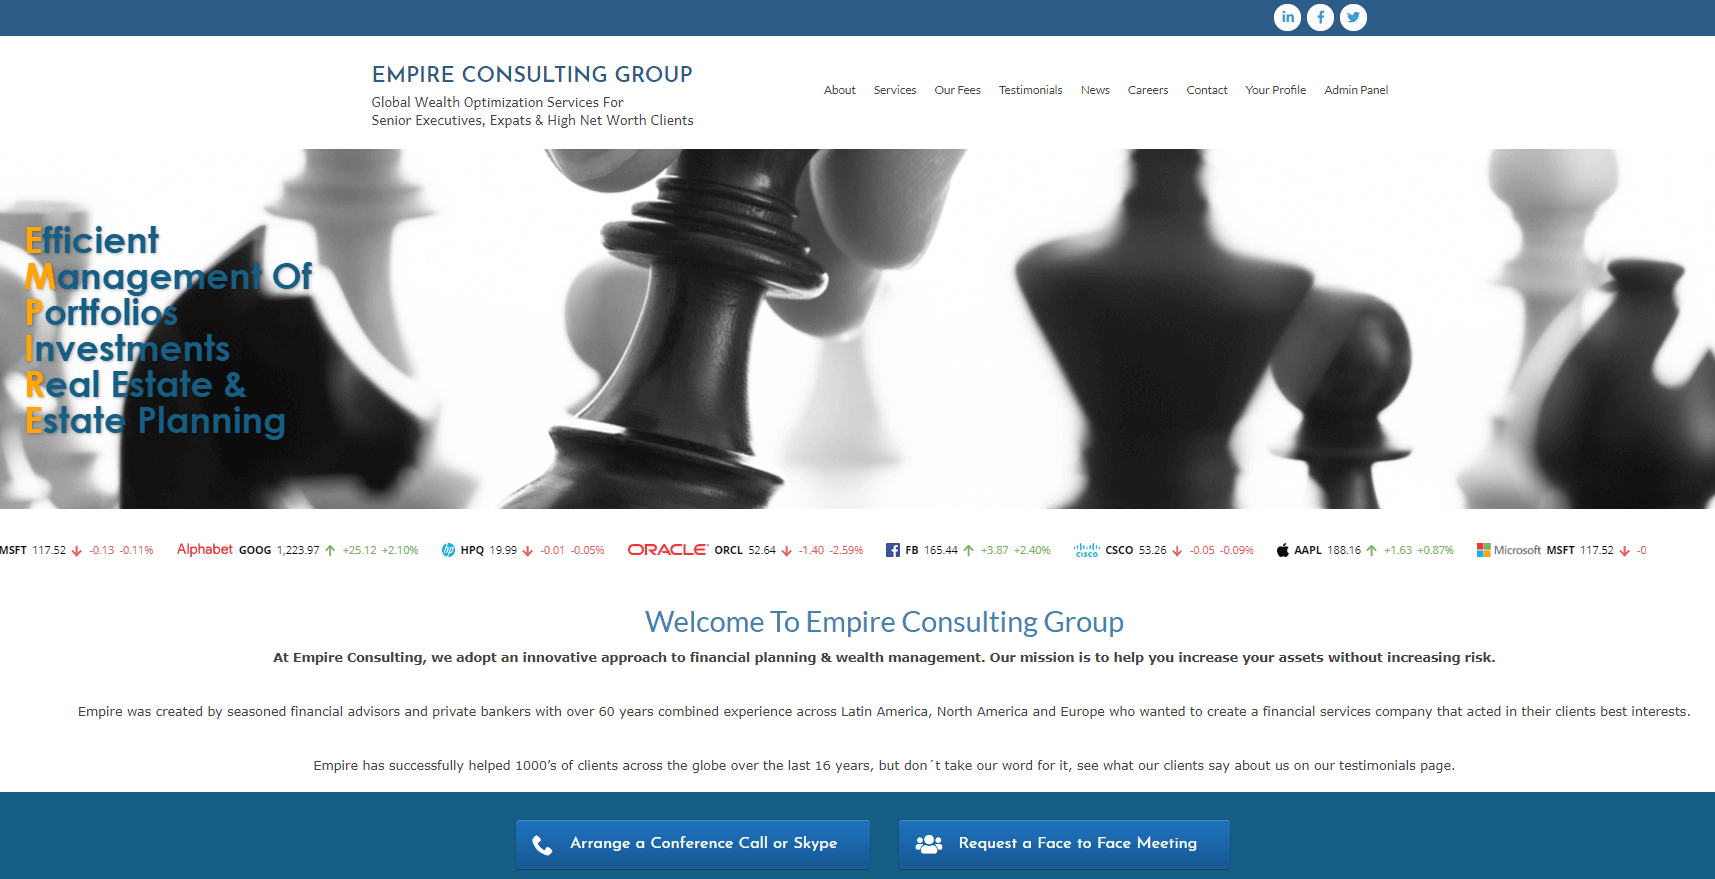 EMPIRE CONSULTING GROUP
Global Wealth Optimization Services For
Senior Executives, Expats & High Net Worth Clients
About Services Our Fees Testimonials News Careers Contact Your Profile Admin Panel
Efficient
Management Of
Portfolios
Investments
Real Estate &
Estate Planning
MSFT 117.52 -0.13 -0.11% Alphabet GOOG 1,223.97 +25.12 +2.10% hp HPQ 19.99 -0.01 -0.05% ORACLE ORCL 52.64 -1.40 -2.59% FB 165.44 +3.87 +2.40% CISCO CSCO 53.26 -0.05 -0.09% AAPL 188.16 +1.63 +0.87% Microsoft MSFT 117.52 -0
Welcome To Empire Consulting Group
At Empire Consulting, we adopt an innovative approach to financial planning & wealth management. Our mission is to help you increase your assets without increasing risk.
Empire was created by seasoned financial advisors and private bankers with over 60 years combined experience across Latin America, North America and Europe who wanted to create a financial services company that acted in their clients best interests.
Empire has successfully helped 1000’s of clients across the globe over the last 16 years, but don´t take our word for it, see what our clients say about us on our testimonials page.
Arrange a Conference Call or Skype
Request a Face to Face Meeting